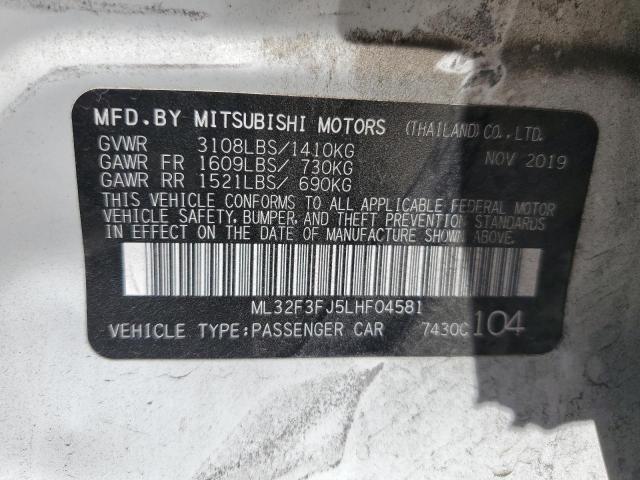 MFD.BY MITSUBISHI MOTORS (THAILAND) CO., LTD.
GVWR 3108LBS/1410KG NOV 2019
GAWR FR 1609LBS/ 730KG
GAWR RR 1521LBS/ 690KG
THIS VEHICLE CONFORMS TO ALL APPLICABLE FEDERAL MOTOR
VEHICLE SAFETY, BUMPER, AND THEFT PREVENTION STANDARDS
IN EFFECT ON THE DATE OF MANUFACTURE SHOWN ABOVE.
ML32F3FJ5LHF04581
VEHICLE TYPE:PASSENGER CAR 7430C 104